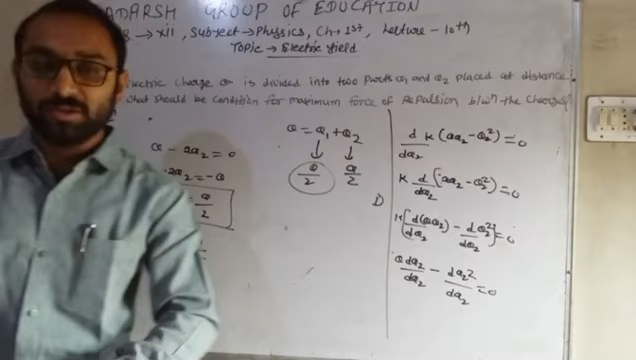 ADARSH GROUP OF EDUCATION
→ XII, Subject → Physics, Ch → 1st, Lecture - 10th
Topic → Electric field
Electric charge Q is divided into two parts Q1 and Q2 placed at distance
What should be condition for maximum force of repulsion b/wn the charges
Q - 2Q2 = 0
-2Q2 = -Q
Q/2
Q = Q1 + Q2
↓ ↓
Q/2 Q/2
d/dQ2 K (QQ2 - Q2²) = 0
K d/dQ2 (QQ2 - Q2²) = 0
K [d(QQ2)/dQ2 - dQ2²/dQ2] = 0
Q dQ2/dQ2 - dQ2²/dQ2 = 0